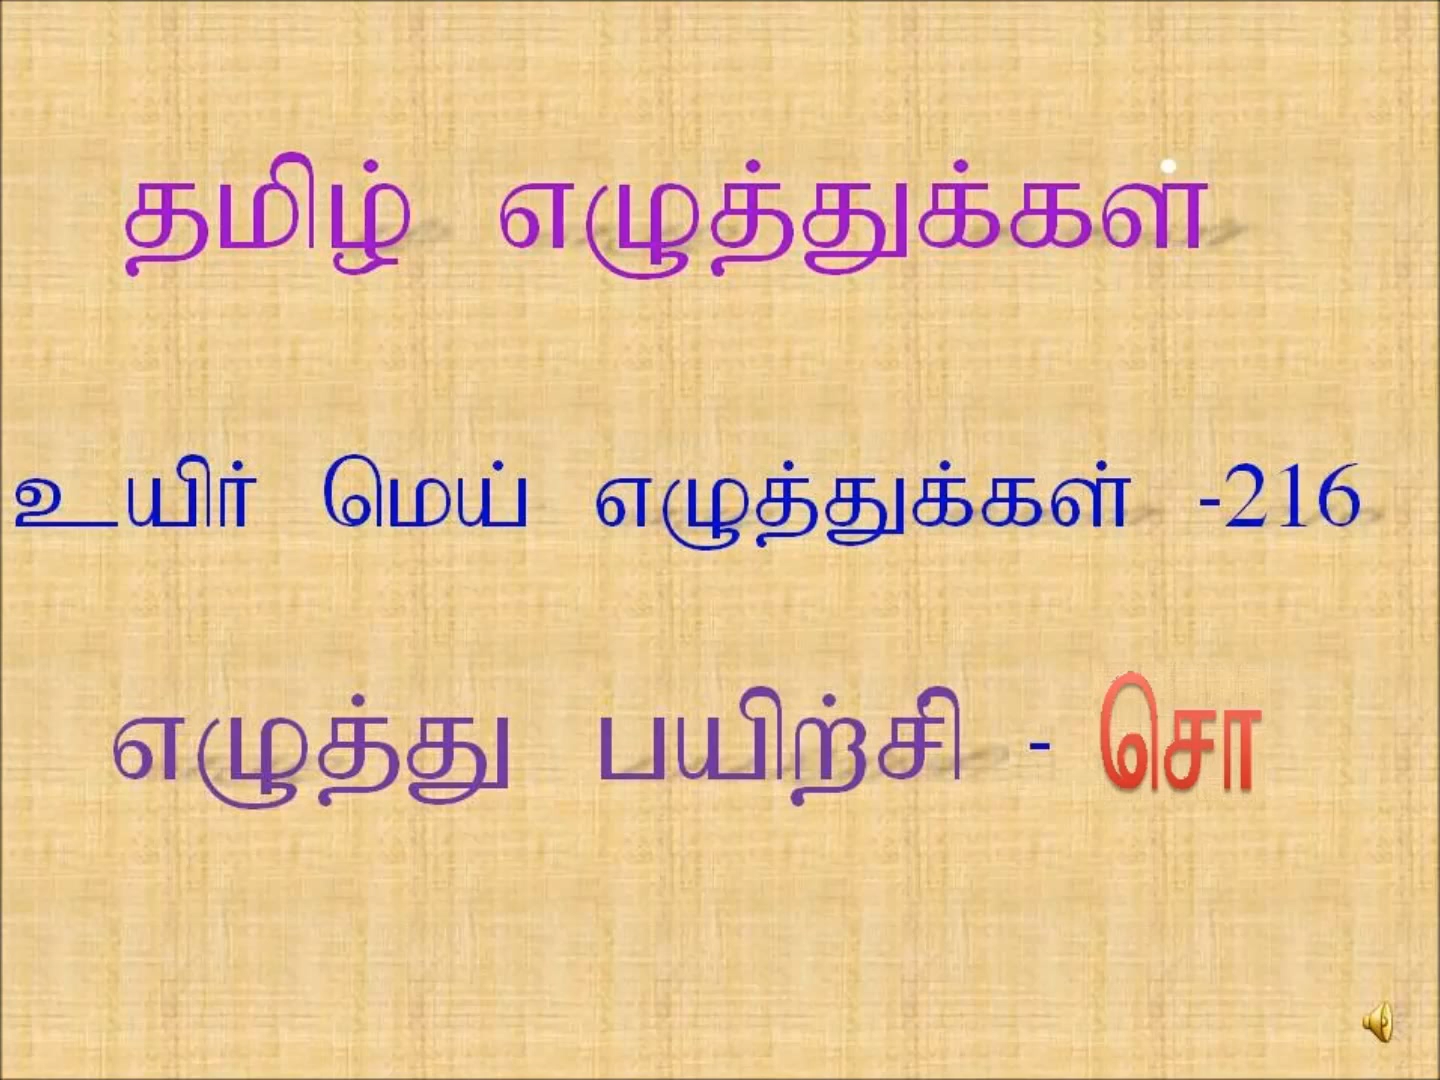 தமிழ் எழுத்துக்கள்
உயிர் மெய் எழுத்துக்கள் -216
எழுத்து பயிற்சி - சொ